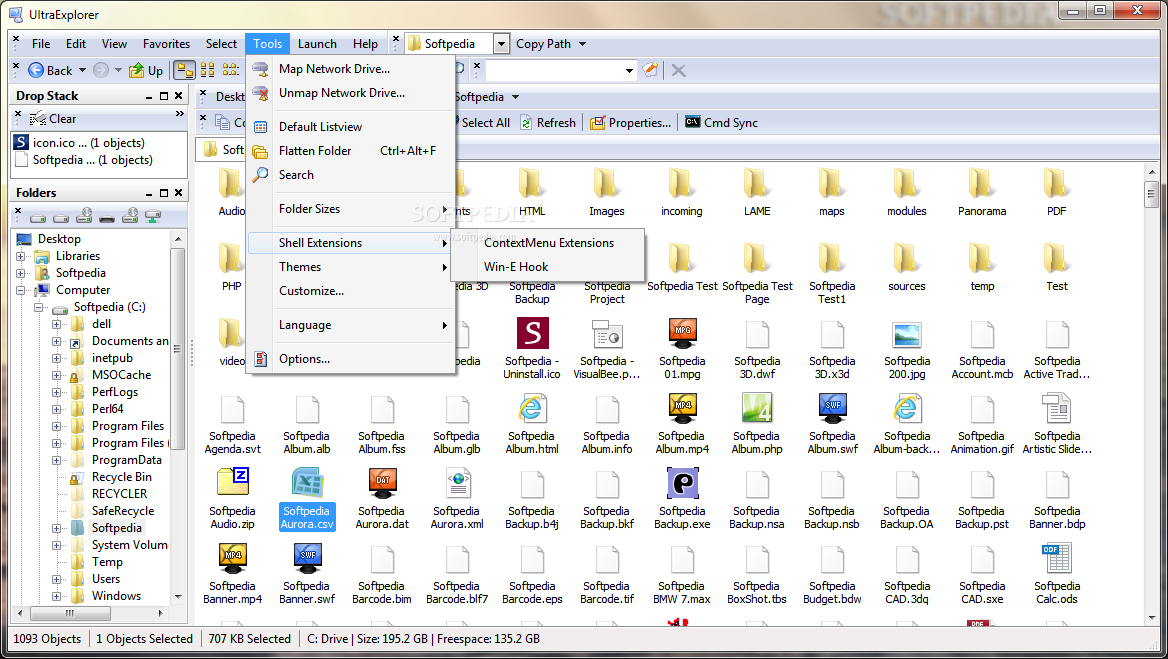 UltraExplorer
SOFTPEDIA
File Edit View Favorites Select Tools Launch Help Softpedia Copy Path
Back Up
Drop Stack
Clear
icon.ico ... (1 objects)
Softpedia ... (1 objects)
Folders
Desktop
Libraries
Softpedia
Computer
Softpedia (C:)
dell
Documents an
inetpub
MSOCache
PerfLogs
Perl64
Program Files
Program Files (
ProgramData
Recycle Bin
RECYCLER
SafeRecycle
Softpedia
System Volum
Temp
Users
Windows
Map Network Drive...
Unmap Network Drive...
Default Listview
Flatten Folder Ctrl+Alt+F
Search
Folder Sizes
Shell Extensions
Themes
Customize...
Language
Options...
ContextMenu Extensions
Win-E Hook
Deskt Softpedia
Co Select All Refresh Properties... Cmd Sync
Soft
SOFTPEDIA
www.softpedia.com
Audio nts HTML Images incoming LAME maps modules Panorama PDF
PHP dia 3D Softpedia Backup Softpedia Project Softpedia Test Softpedia Test Page Softpedia Test1 sources temp Test
video pedia Softpedia - Uninstall.ico Softpedia - VisualBee.p... Softpedia 01.mpg Softpedia 3D.dwf Softpedia 3D.x3d Softpedia 200.jpg Softpedia Account.mcb Softpedia Active Trad...
Softpedia Agenda.svt Softpedia Album.alb Softpedia Album.fss Softpedia Album.glb Softpedia Album.html Softpedia Album.info Softpedia Album.mp4 Softpedia Album.php Softpedia Album.swf Softpedia Album-back... Softpedia Animation.gif Softpedia Artistic Slide...
Softpedia Audio.zip Softpedia Aurora.csv Softpedia Aurora.dat Softpedia Aurora.xml Softpedia Backup.b4j Softpedia Backup.bkf Softpedia Backup.exe Softpedia Backup.nsa Softpedia Backup.nsb Softpedia Backup.OA Softpedia Backup.pst Softpedia Banner.bdp
Softpedia Banner.mp4 Softpedia Banner.swf Softpedia Barcode.bim Softpedia Barcode.blf7 Softpedia Barcode.eps Softpedia Barcode.tif Softpedia BMW 7.max Softpedia BoxShot.tbs Softpedia Budget.bdw Softpedia CAD.3dq Softpedia CAD.sxe Softpedia Calc.ods
1093 Objects 1 Objects Selected 707 KB Selected C: Drive | Size: 195.2 GB | Freespace: 135.2 GB